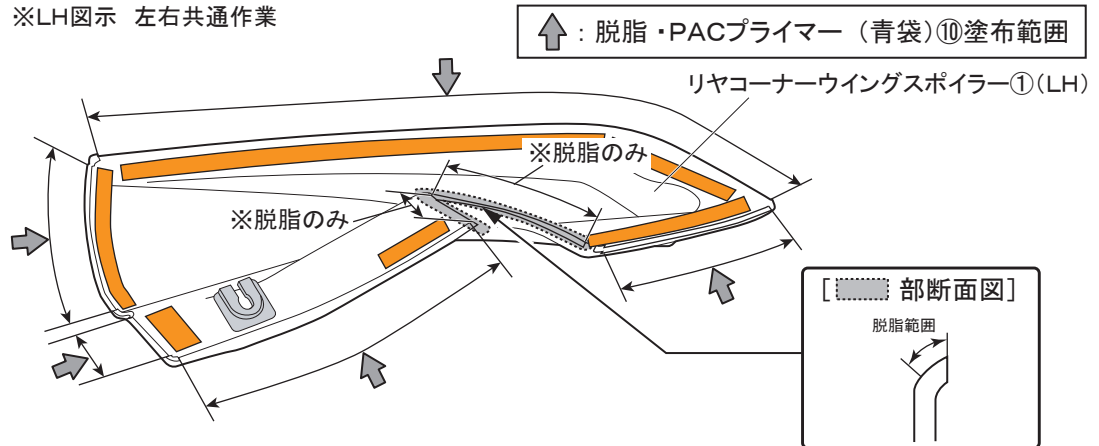 ※LH図示 左右共通作業
：脱脂・PACプライマー（青袋）⑩塗布範囲
リヤコーナーウイングスポイラー①(LH)
※脱脂のみ
※脱脂のみ
[ 部断面図]
脱脂範囲